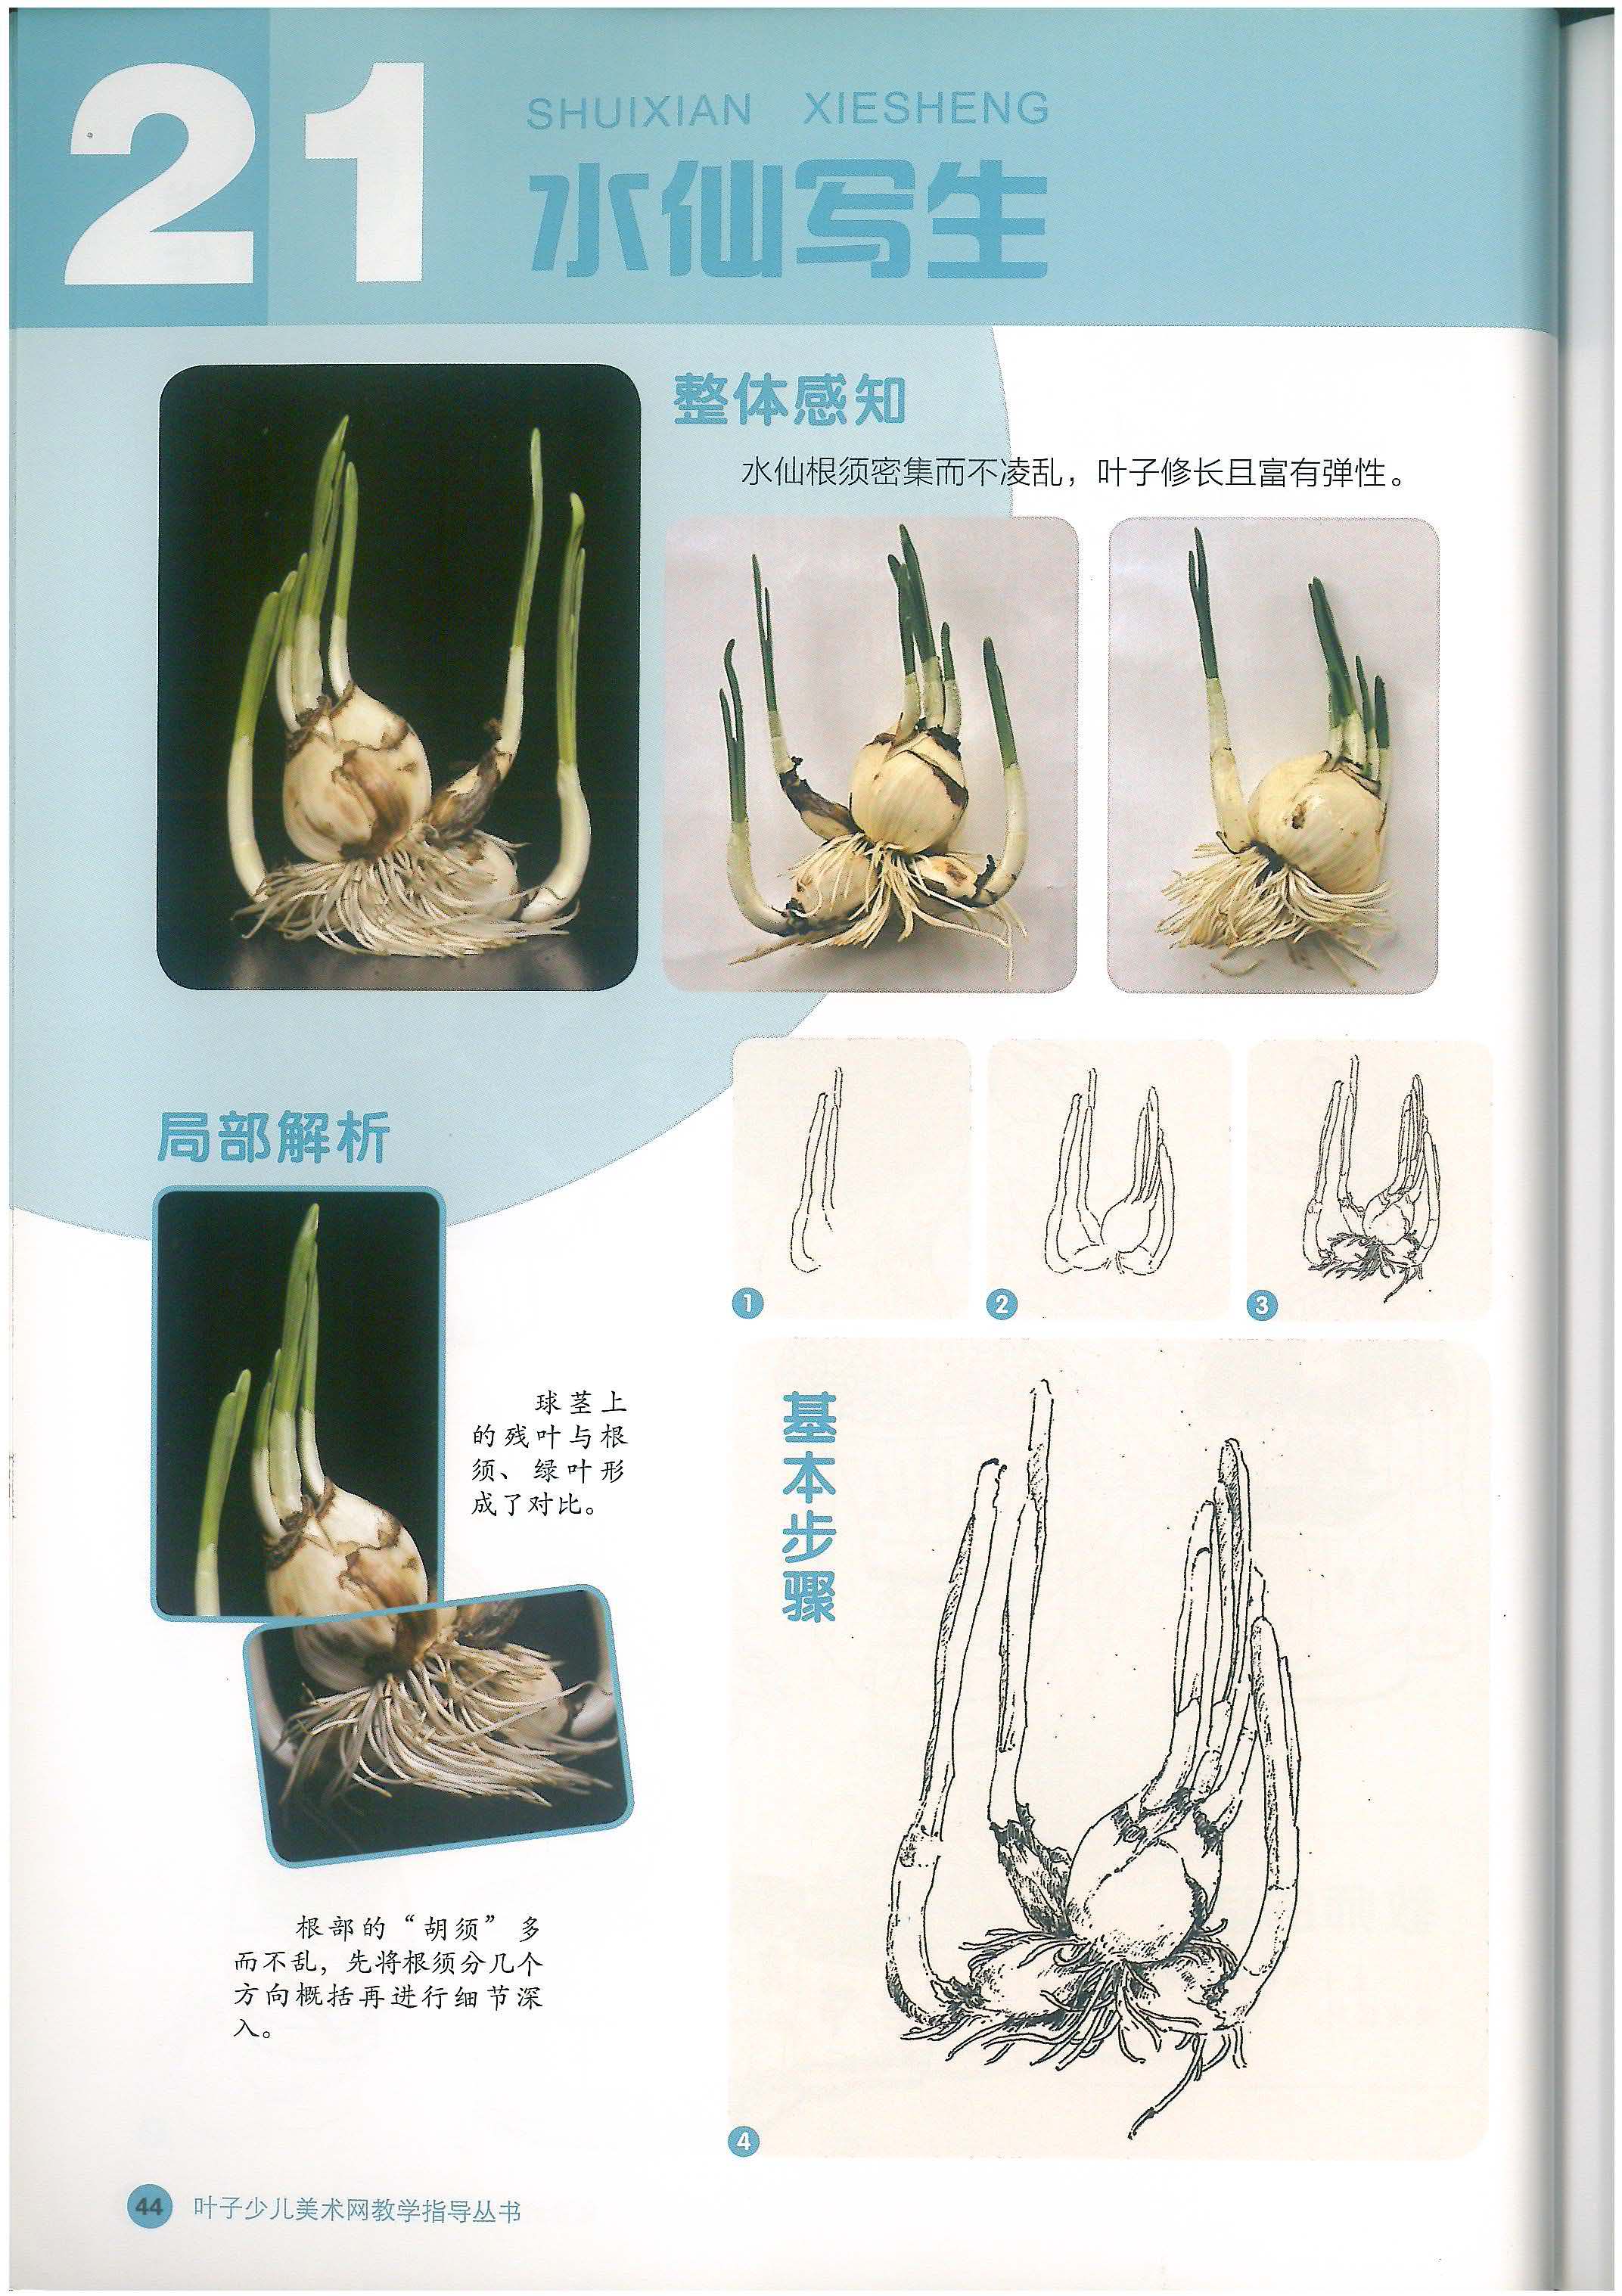 21
SHUIXIAN XIESHENG
水仙写生
整体感知
水仙根须密集而不凌乱，叶子修长且富有弹性。
局部解析
球茎上
的残叶与根
须、绿叶形
成了对比。
根部的“胡须”多
而不乱，先将根须分几个
方向概括再进行细节深
入。
1
2
3
基本步骤
4
44 叶子少儿美术网教学指导丛书